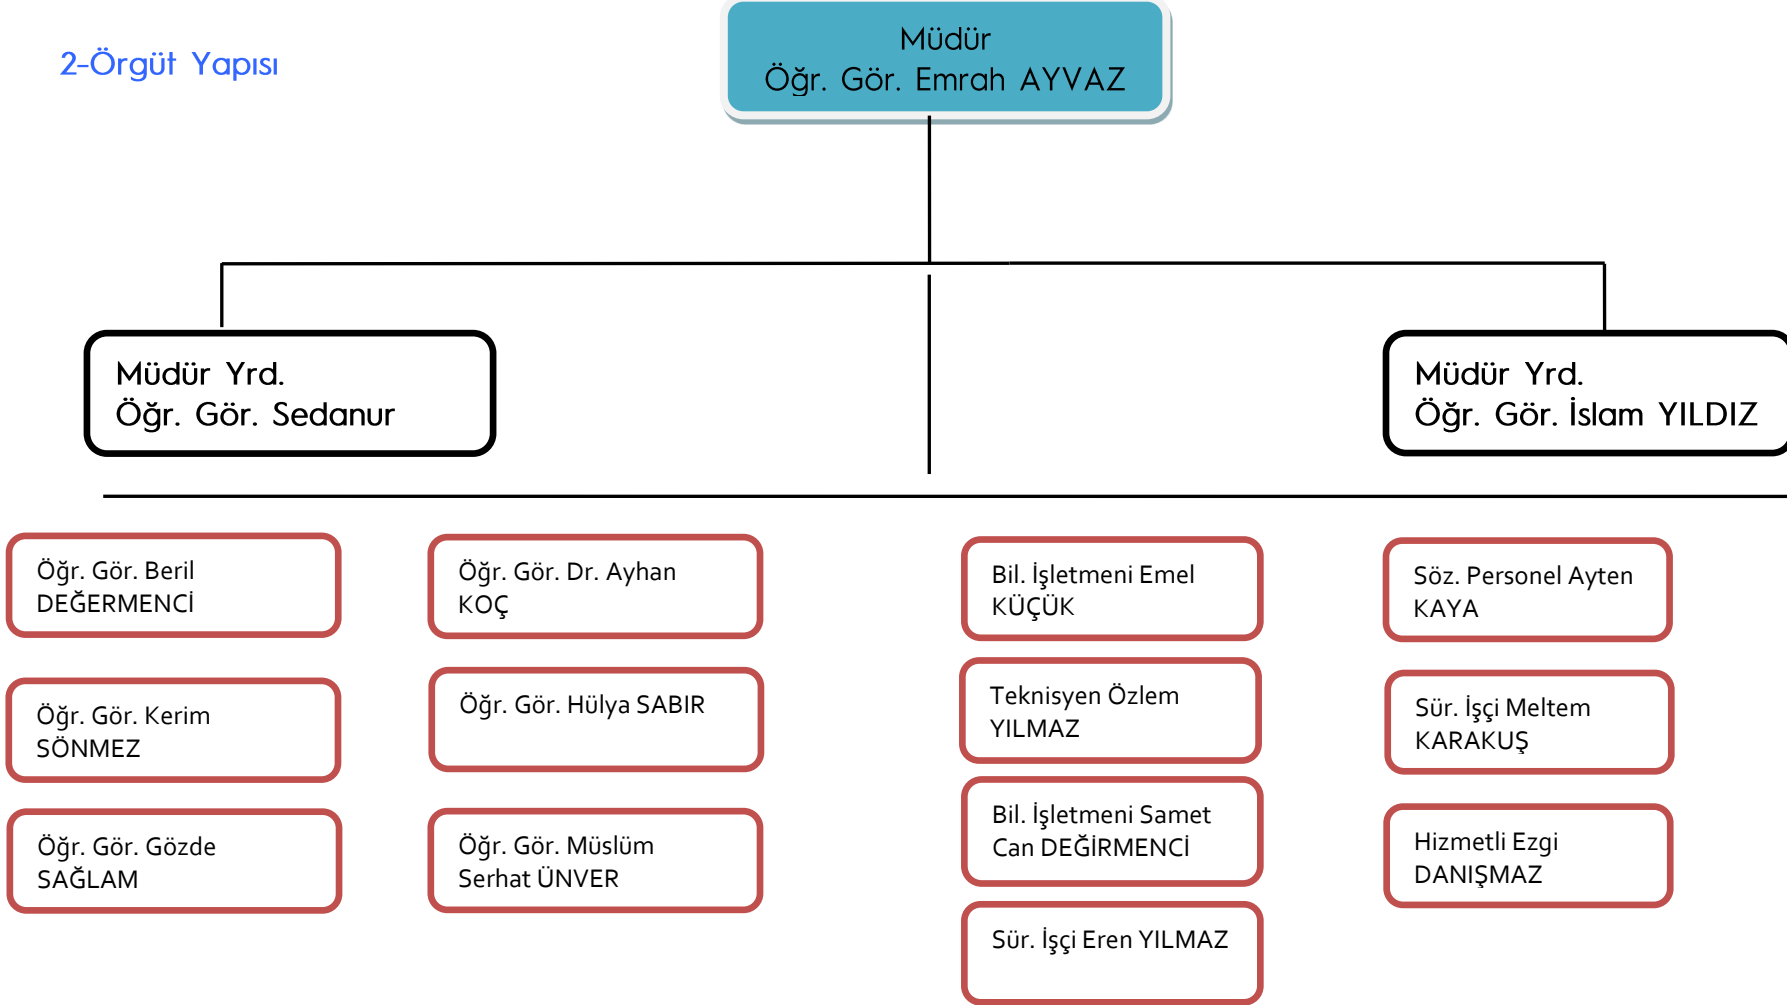 2-Örgüt Yapısı
Müdür
Öğr. Gör. Emrah AYVAZ
Müdür Yrd.
Öğr. Gör. Sedanur
Müdür Yrd.
Öğr. Gör. İslam YILDIZ
Öğr. Gör. Beril
DEĞERMENCİ
Öğr. Gör. Kerim
SÖNMEZ
Öğr. Gör. Gözde
SAĞLAM
Öğr. Gör. Dr. Ayhan
KOÇ
Öğr. Gör. Hülya SABIR
Öğr. Gör. Müslüm
Serhat ÜNVER
Bil. İşletmeni Emel
KÜÇÜK
Teknisyen Özlem
YILMAZ
Bil. İşletmeni Samet
Can DEĞİRMENCİ
Sür. İşçi Eren YILMAZ
Söz. Personel Ayten
KAYA
Sür. İşçi Meltem
KARAKUŞ
Hizmetli Ezgi
DANIŞMAZ